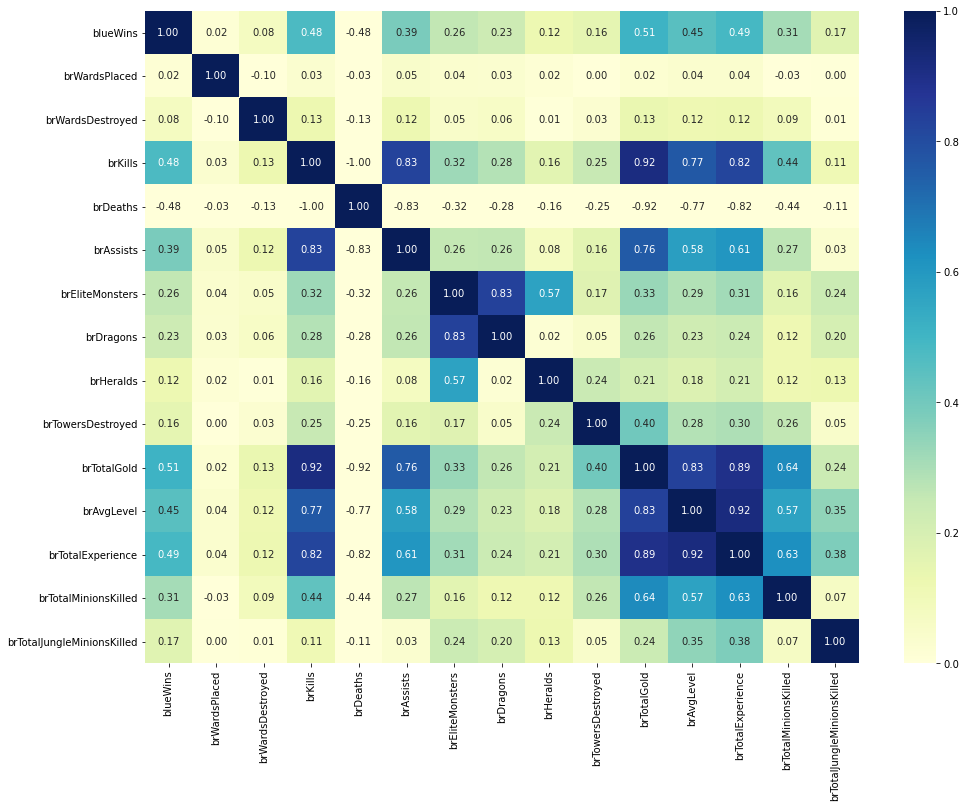 blueWins 1.00 0.02 0.08 0.48 -0.48 0.39 0.26 0.23 0.12 0.16 0.51 0.45 0.49 0.31 0.17
brWardsPlaced 0.02 1.00 -0.10 0.03 -0.03 0.05 0.04 0.03 0.02 0.00 0.02 0.04 0.04 -0.03 0.00
brWardsDestroyed 0.08 -0.10 1.00 0.13 -0.13 0.12 0.05 0.06 0.01 0.03 0.13 0.12 0.12 0.09 0.01
brKills 0.48 0.03 0.13 1.00 -1.00 0.83 0.32 0.28 0.16 0.25 0.92 0.77 0.82 0.44 0.11
brDeaths -0.48 -0.03 -0.13 -1.00 1.00 -0.83 -0.32 -0.28 -0.16 -0.25 -0.92 -0.77 -0.82 -0.44 -0.11
brAssists 0.39 0.05 0.12 0.83 -0.83 1.00 0.26 0.26 0.08 0.16 0.76 0.58 0.61 0.27 0.03
brEliteMonsters 0.26 0.04 0.05 0.32 -0.32 0.26 1.00 0.83 0.57 0.17 0.33 0.29 0.31 0.16 0.24
brDragons 0.23 0.03 0.06 0.28 -0.28 0.26 0.83 1.00 0.02 0.05 0.26 0.23 0.24 0.12 0.20
brHeralds 0.12 0.02 0.01 0.16 -0.16 0.08 0.57 0.02 1.00 0.24 0.21 0.18 0.21 0.12 0.13
brTowersDestroyed 0.16 0.00 0.03 0.25 -0.25 0.16 0.17 0.05 0.24 1.00 0.40 0.28 0.30 0.26 0.05
brTotalGold 0.51 0.02 0.13 0.92 -0.92 0.76 0.33 0.26 0.21 0.40 1.00 0.83 0.89 0.64 0.24
brAvgLevel 0.45 0.04 0.12 0.77 -0.77 0.58 0.29 0.23 0.18 0.28 0.83 1.00 0.92 0.57 0.35
brTotalExperience 0.49 0.04 0.12 0.82 -0.82 0.61 0.31 0.24 0.21 0.30 0.89 0.92 1.00 0.63 0.38
brTotalMinionsKilled 0.31 -0.03 0.09 0.44 -0.44 0.27 0.16 0.12 0.12 0.26 0.64 0.57 0.63 1.00 0.07
brTotalJungleMinionsKilled 0.17 0.00 0.01 0.11 -0.11 0.03 0.24 0.20 0.13 0.05 0.24 0.35 0.38 0.07 1.00
blueWins
brWardsPlaced
brWardsDestroyed
brKills
brDeaths
brAssists
brEliteMonsters
brDragons
brHeralds
brTowersDestroyed
brTotalGold
brAvgLevel
brTotalExperience
brTotalMinionsKilled
brTotalJungleMinionsKilled
1.0
0.8
0.6
0.4
0.2
0.0